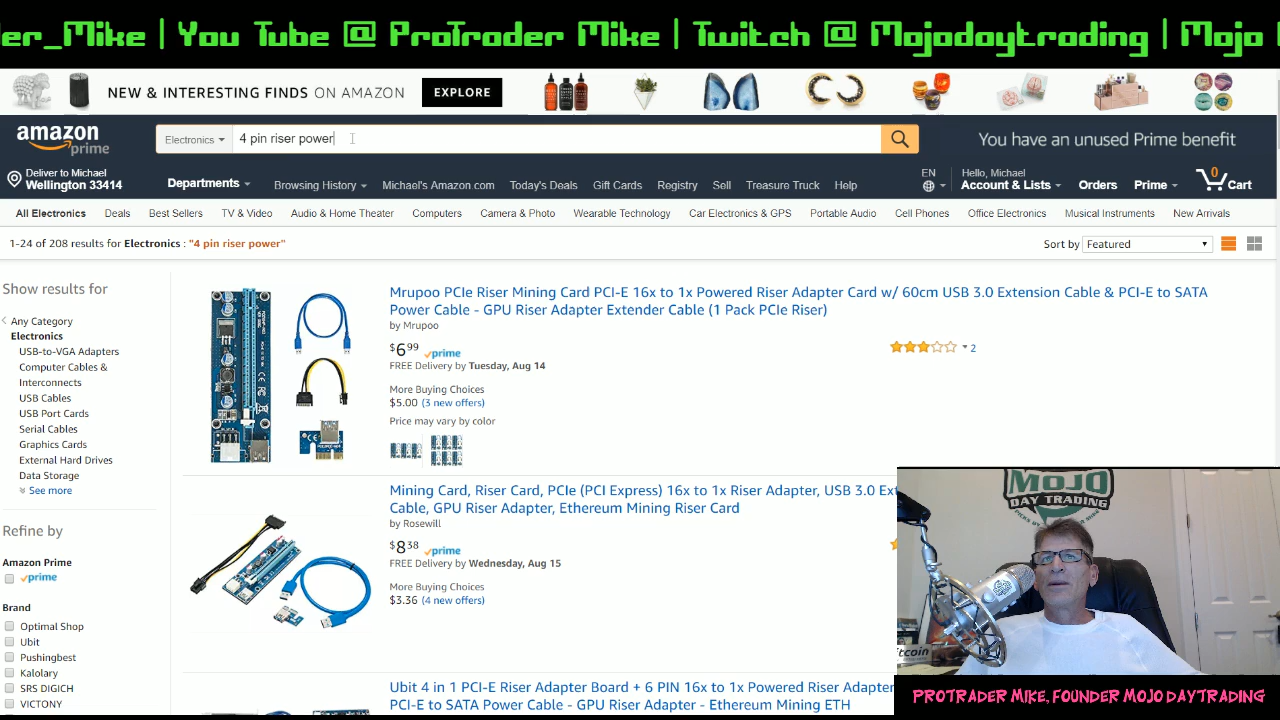 der_Mike | You Tube @ ProTrader Mike | Twitch @ Mojodaytrading | Mojo
NEW & INTERESTING FINDS ON AMAZON EXPLORE
amazon prime
Electronics 4 pin riser power
You have an unused Prime benefit
Deliver to Michael
Wellington 33414
Departments Browsing History Michael's Amazon.com Today's Deals Gift Cards Registry Sell Treasure Truck Help
EN Hello, Michael
Account & Lists Orders Prime 0 Cart
All Electronics Deals Best Sellers TV & Video Audio & Home Theater Computers Camera & Photo Wearable Technology Car Electronics & GPS Portable Audio Cell Phones Office Electronics Musical Instruments New Arrivals
1-24 of 208 results for Electronics : "4 pin riser power"
Sort by Featured
Show results for
Any Category
Electronics
USB-to-VGA Adapters
Computer Cables &
Interconnects
USB Cables
USB Port Cards
Serial Cables
Graphics Cards
External Hard Drives
Data Storage
See more
Refine by
Amazon Prime
prime
Brand
Optimal Shop
Ubit
Pushingbest
Kalolary
SRS DIGICH
VICTONY
Mrupoo PCIe Riser Mining Card PCI-E 16x to 1x Powered Riser Adapter Card w/ 60cm USB 3.0 Extension Cable & PCI-E to SATA
Power Cable - GPU Riser Adapter Extender Cable (1 Pack PCIe Riser)
by Mrupoo
$6 99 prime
2
FREE Delivery by Tuesday, Aug 14
More Buying Choices
$5.00 (3 new offers)
Price may vary by color
Mining Card, Riser Card, PCIe (PCI Express) 16x to 1x Riser Adapter, USB 3.0 Ext
Cable, GPU Riser Adapter, Ethereum Mining Riser Card
by Rosewill
$8 38 prime
FREE Delivery by Wednesday, Aug 15
More Buying Choices
$3.36 (4 new offers)
Ubit 4 in 1 PCI-E Riser Adapter Board + 6 PIN 16x to 1x Powered Riser Adapter
PCI-E to SATA Power Cable - GPU Riser Adapter - Ethereum Mining ETH
MOJO
DAY TRADING
itcoin
PROTRADER MIKE, FOUNDER MOJO DAYTRADING